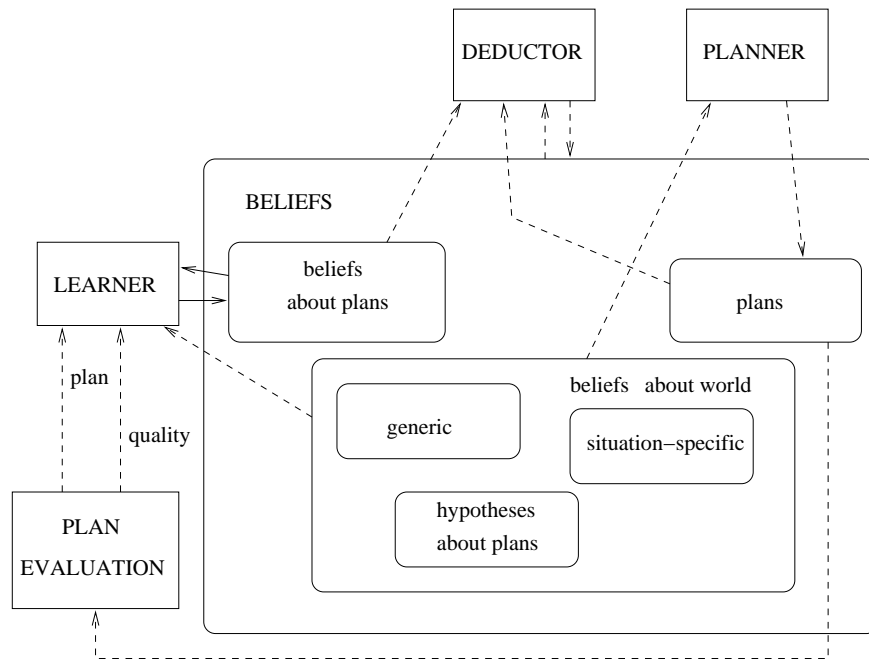 DEDUCTOR
PLANNER
BELIEFS
beliefs
about plans
LEARNER
plans
plan
beliefs about world
generic
quality
situation−specific
hypotheses
about plans
PLAN
EVALUATION